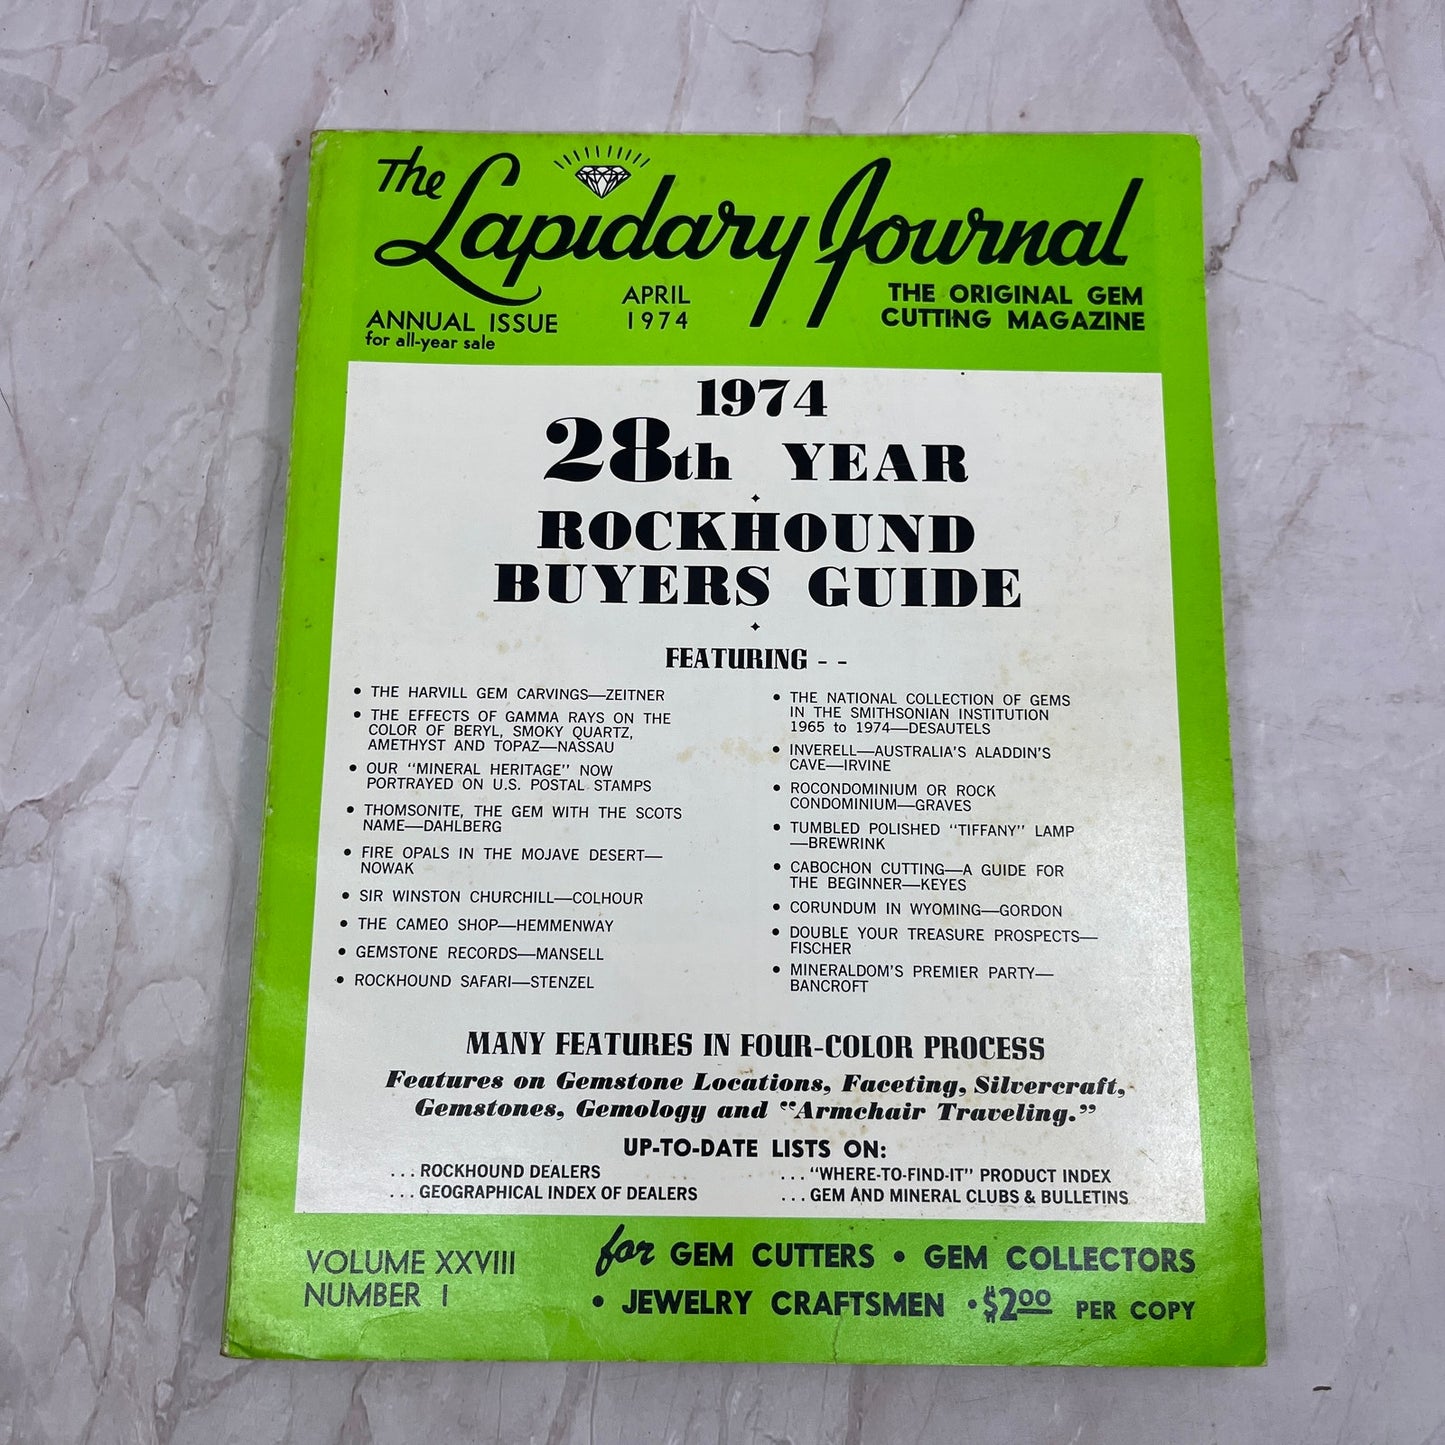 The Lapidary Journal
ANNUAL ISSUE
for all-year sale
APRIL
1974
THE ORIGINAL GEM
CUTTING MAGAZINE
1974
28th YEAR
ROCKHOUND
BUYERS GUIDE
FEATURING - -
• THE HARVILL GEM CARVINGS—ZEITNER
• THE EFFECTS OF GAMMA RAYS ON THE
COLOR OF BERYL, SMOKY QUARTZ,
AMETHYST AND TOPAZ—NASSAU
• OUR "MINERAL HERITAGE" NOW
PORTRAYED ON U.S. POSTAL STAMPS
• THOMSONITE, THE GEM WITH THE SCOTS
NAME—DAHLBERG
• FIRE OPALS IN THE MOJAVE DESERT—
NOWAK
• SIR WINSTON CHURCHILL—COLHOUR
• THE CAMEO SHOP—HEMMENWAY
• GEMSTONE RECORDS—MANSELL
• ROCKHOUND SAFARI—STENZEL
• THE NATIONAL COLLECTION OF GEMS
IN THE SMITHSONIAN INSTITUTION
1965 to 1974—DESAUTELS
• INVERELL—AUSTRALIA'S ALADDIN'S
CAVE—IRVINE
• ROCONDOMINIUM OR ROCK
CONDOMINIUM—GRAVES
• TUMBLED POLISHED "TIFFANY" LAMP
—BREWRINK
• CABOCHON CUTTING—A GUIDE FOR
THE BEGINNER—KEYES
• CORUNDUM IN WYOMING—GORDON
• DOUBLE YOUR TREASURE PROSPECTS—
FISCHER
• MINERALDOM'S PREMIER PARTY—
BANCROFT
MANY FEATURES IN FOUR-COLOR PROCESS
Features on Gemstone Locations, Faceting, Silvercraft,
Gemstones, Gemology and "Armchair Traveling."
UP-TO-DATE LISTS ON:
... ROCKHOUND DEALERS
... GEOGRAPHICAL INDEX OF DEALERS
... "WHERE-TO-FIND-IT" PRODUCT INDEX
... GEM AND MINERAL CLUBS & BULLETINS
VOLUME XXVIII
NUMBER I
for GEM CUTTERS • GEM COLLECTORS
• JEWELRY CRAFTSMEN • $2.00 PER COPY